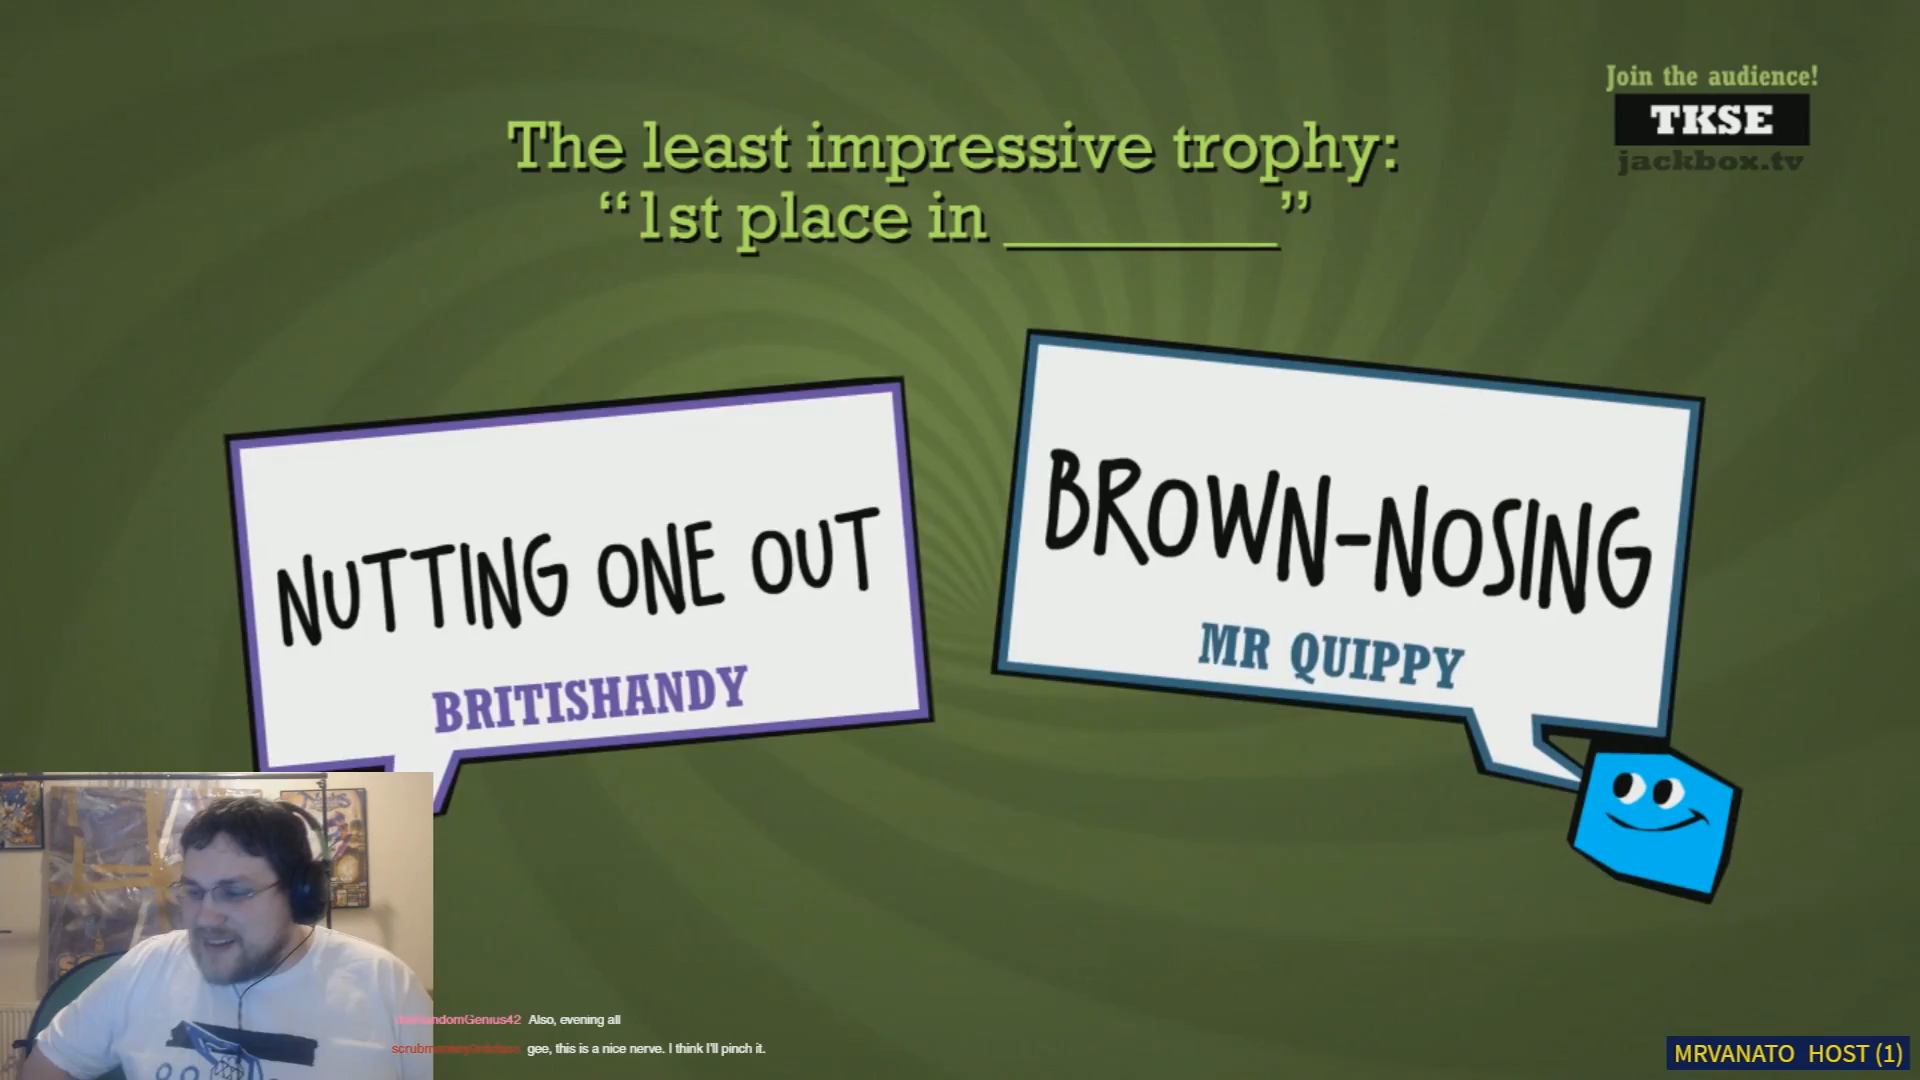 Join the audience!
TKSE
jackbox.tv
The least impressive trophy:
“1st place in ________”
NUTTING ONE OUT
BRITISHANDY
BROWN-NOSING
MR QUIPPY
Also, evening all
gee, this is a nice nerve. I think I'll pinch it.
MRVANATO HOST (1)